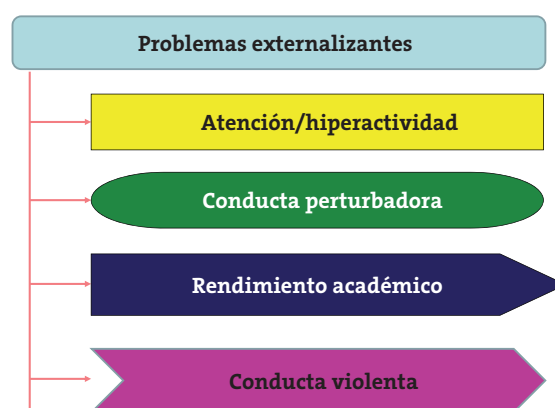 Problemas externalizantes
Atención/hiperactividad
Conducta perturbadora
Rendimiento académico
Conducta violenta